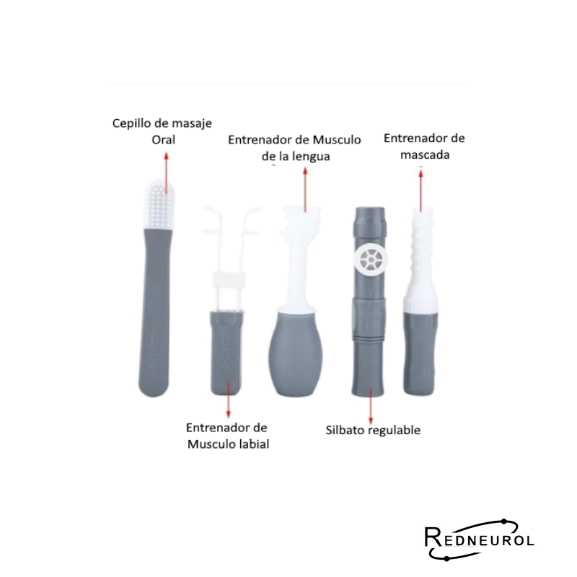 Cepillo de masaje
Oral
Entrenador de Musculo
de la lengua
Entrenador de
mascada
Entrenador de
Musculo labial
Silbato regulable
REDNEUROL